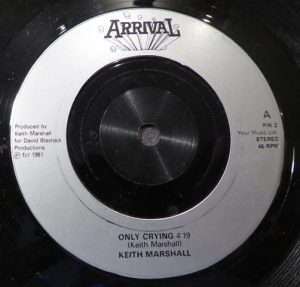 ARRIVAL
Produced by
Keith Marshall
for David Blaylock
Productions
℗ (c) 1981
A
PIK 2
Your Music Ltd.
STEREO
45 RPM
ONLY CRYING 4'19
(Keith Marshall)
KEITH MARSHALL